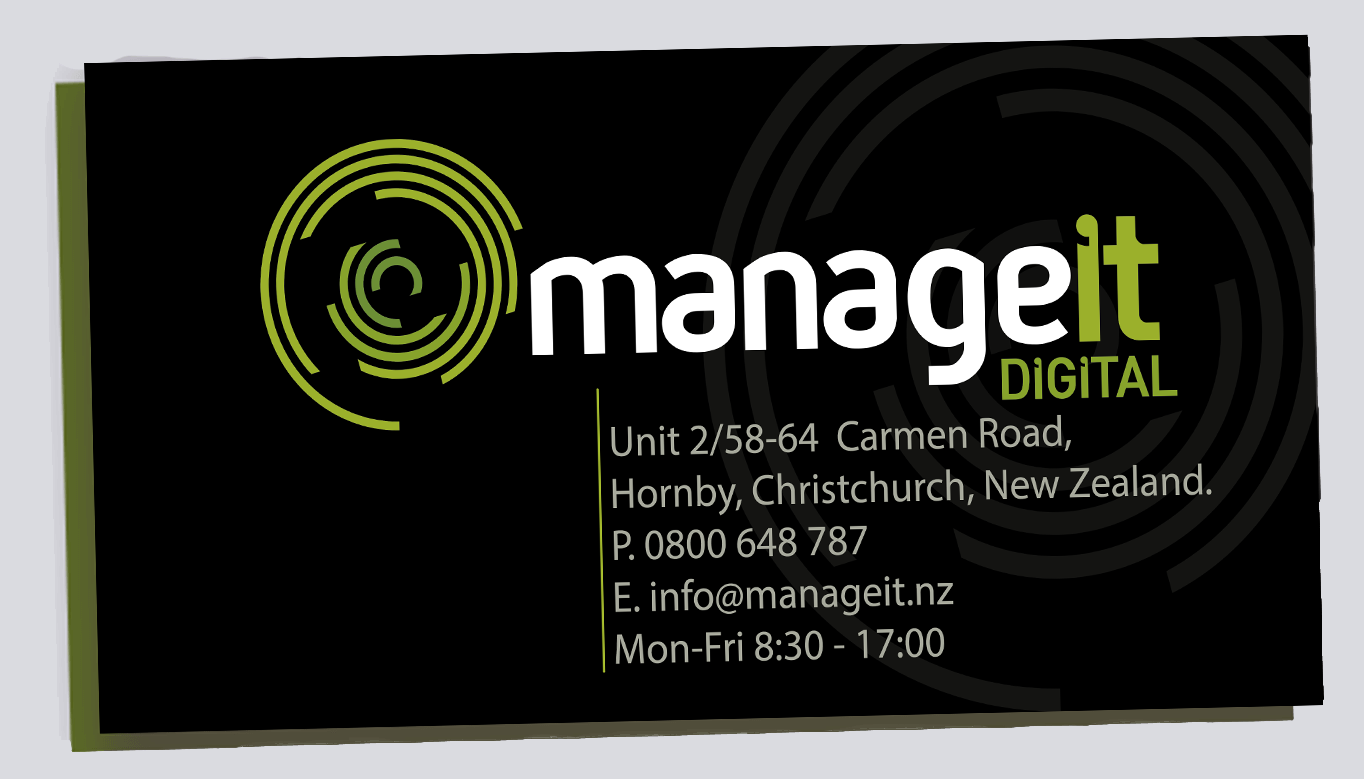 manageit
DiGiTAL
Unit 2/58-64  Carmen Road,
Hornby, Christchurch, New Zealand.
P. 0800 648 787
E. info@manageit.nz
Mon-Fri 8:30 - 17:00